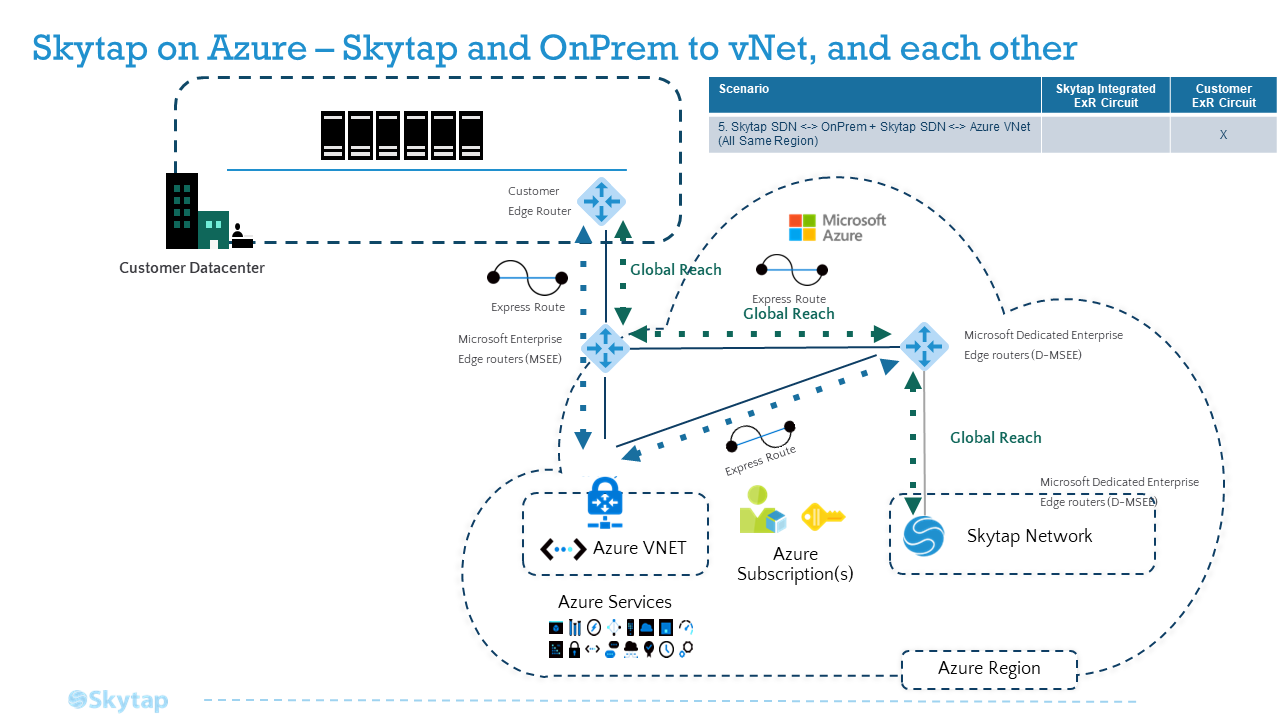 Skytap on Azure – Skytap and OnPrem to vNet, and each other
Scenario
Skytap Integrated
ExR Circuit
Customer
ExR Circuit
5. Skytap SDN <-> OnPrem + Skytap SDN <-> Azure VNet
(All Same Region)
X
Customer
Edge Router
Microsoft
Azure
Customer Datacenter
Global Reach
Express Route
Express Route
Global Reach
Microsoft Enterprise
Edge routers (MSEE)
Microsoft Dedicated Enterprise
Edge routers (D-MSEE)
Global Reach
Express Route
Microsoft Dedicated Enterprise
Edge routers (D-MSEE)
Azure VNET
Skytap Network
Azure
Subscription(s)
Azure Services
Azure Region
Skytap